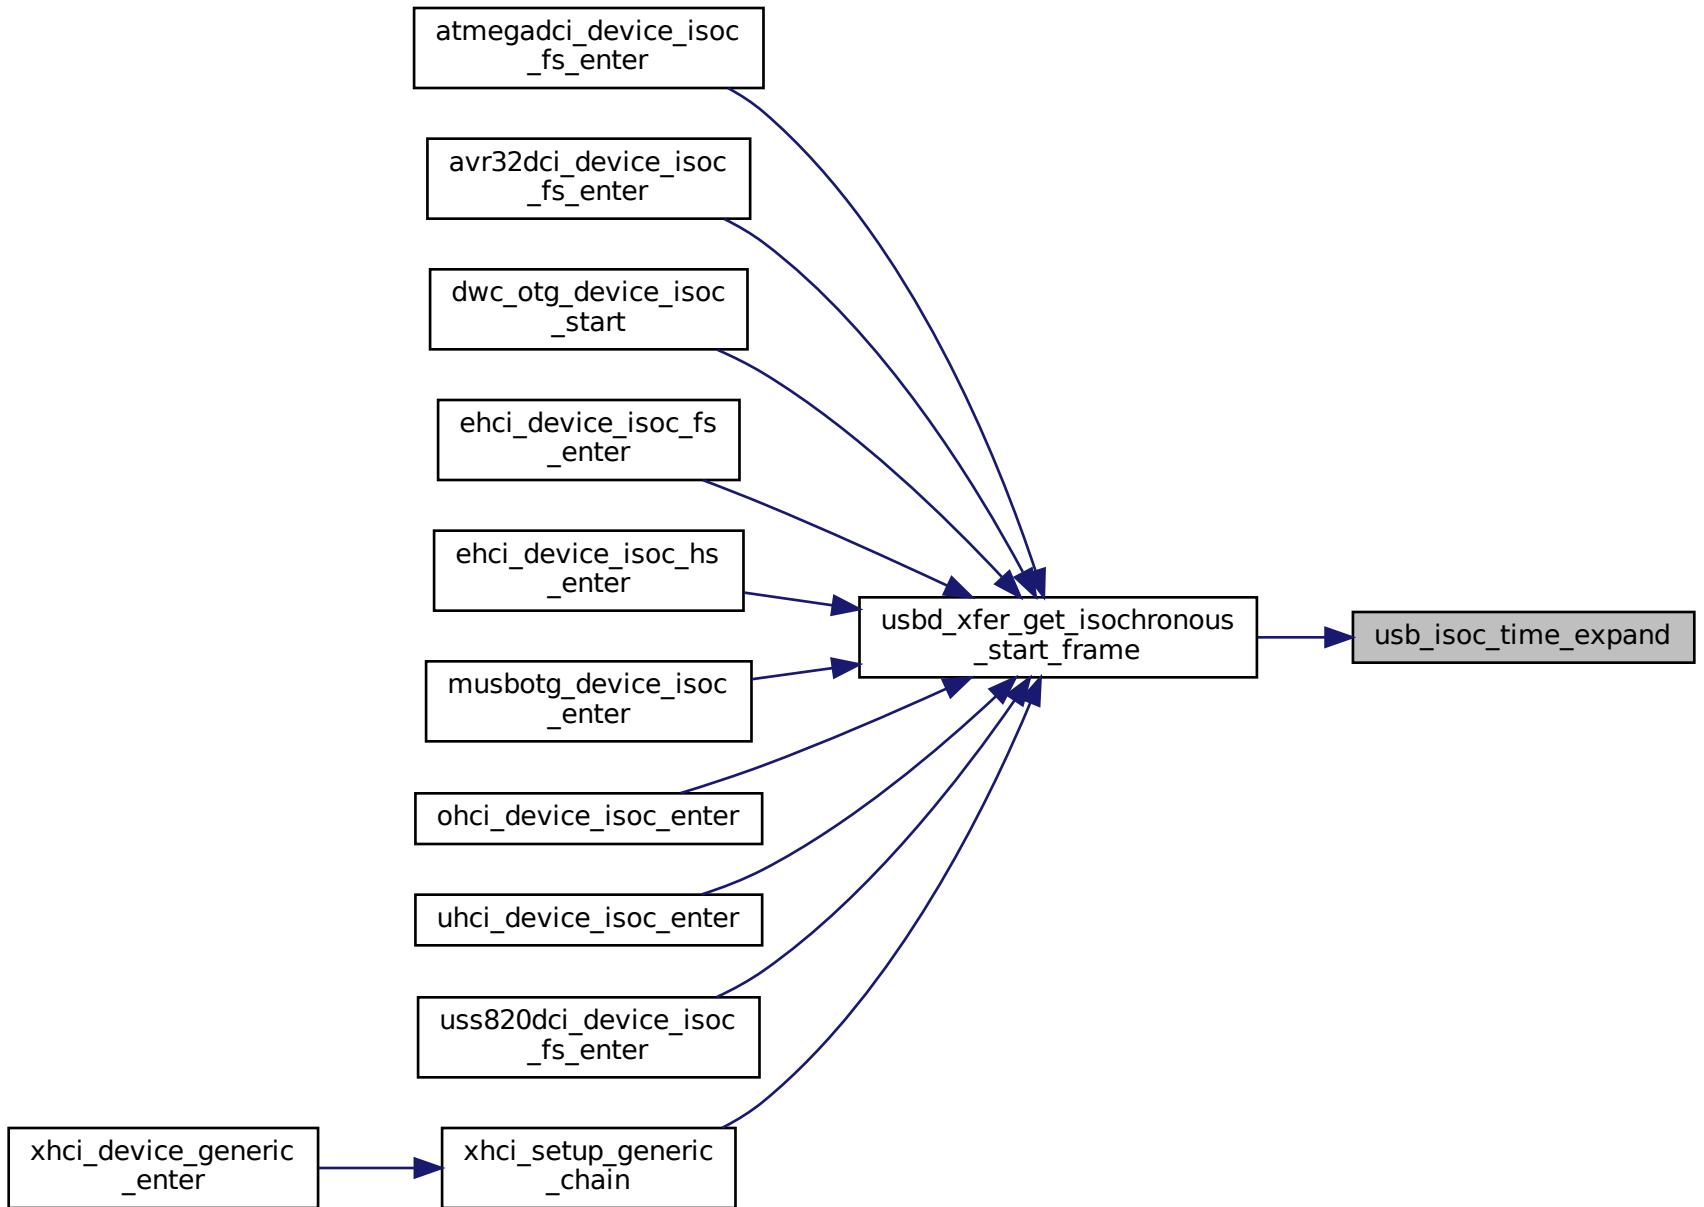 atmegadci_device_isoc
_fs_enter
avr32dci_device_isoc
_fs_enter
dwc_otg_device_isoc
_start
ehci_device_isoc_fs
_enter
ehci_device_isoc_hs
_enter
usbd_xfer_get_isochronous
_start_frame
usb_isoc_time_expand
musbotg_device_isoc
_enter
ohci_device_isoc_enter
uhci_device_isoc_enter
uss820dci_device_isoc
_fs_enter
xhci_device_generic
_enter
xhci_setup_generic
_chain